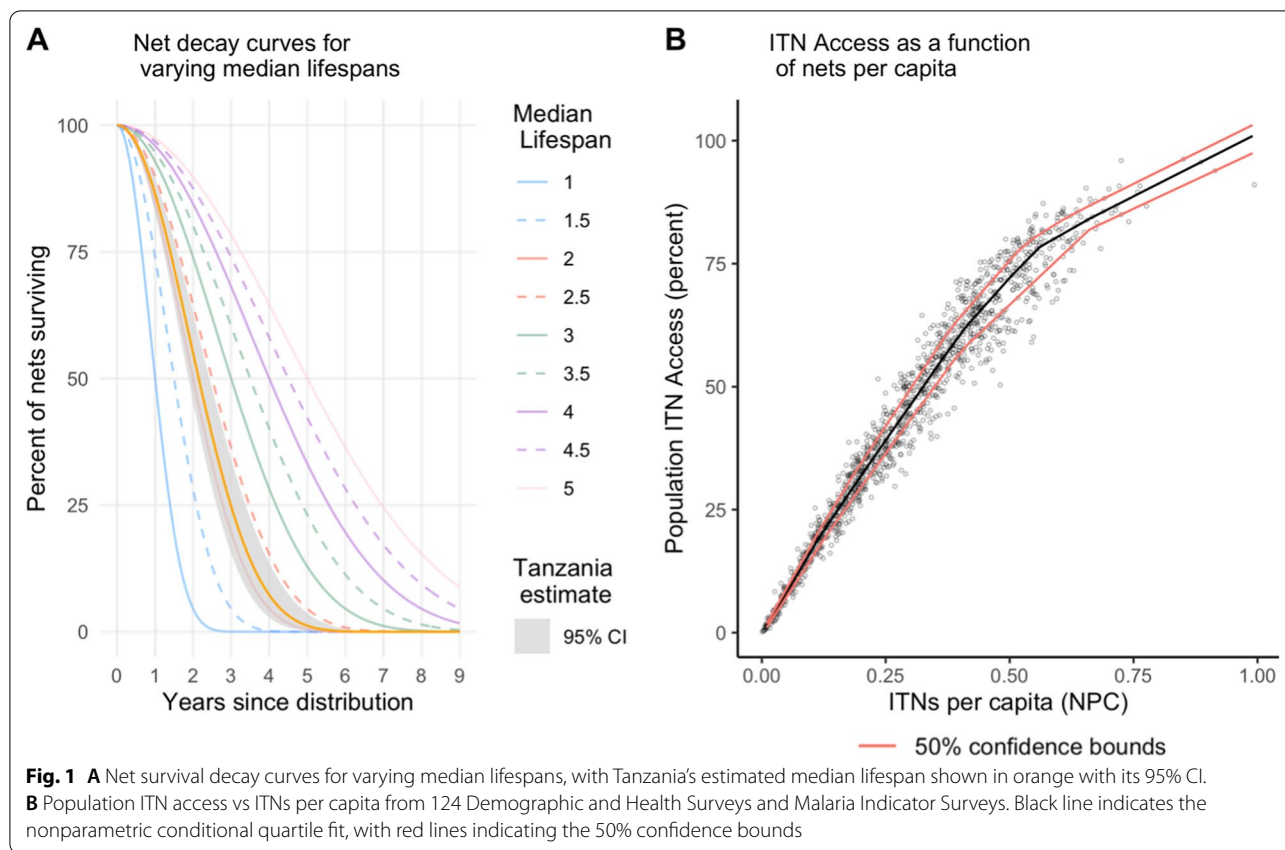 A
Net decay curves for
varying median lifespans
100
75
50
25
0
Percent of nets surviving
0 1 2 3 4 5 6 7 8 9
Years since distribution
Median
Lifespan
1
1.5
2
2.5
3
3.5
4
4.5
5
Tanzania
estimate
95% CI
B
ITN Access as a function
of nets per capita
100
75
50
25
0
Population ITN Access (percent)
0.00 0.25 0.50 0.75 1.00
ITNs per capita (NPC)
50% confidence bounds
Fig. 1 A Net survival decay curves for varying median lifespans, with Tanzania's estimated median lifespan shown in orange with its 95% CI.
B Population ITN access vs ITNs per capita from 124 Demographic and Health Surveys and Malaria Indicator Surveys. Black line indicates the
nonparametric conditional quartile fit, with red lines indicating the 50% confidence bounds